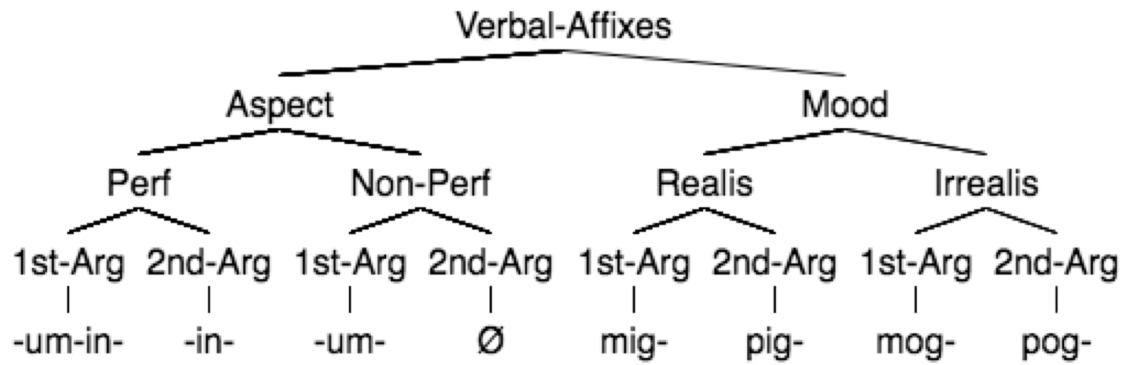 Verbal-Affixes
Aspect Mood
Perf Non-Perf Realis Irrealis
1st-Arg 2nd-Arg 1st-Arg 2nd-Arg 1st-Arg 2nd-Arg 1st-Arg 2nd-Arg
-um-in- -in- -um- Ø mig- pig- mog- pog-